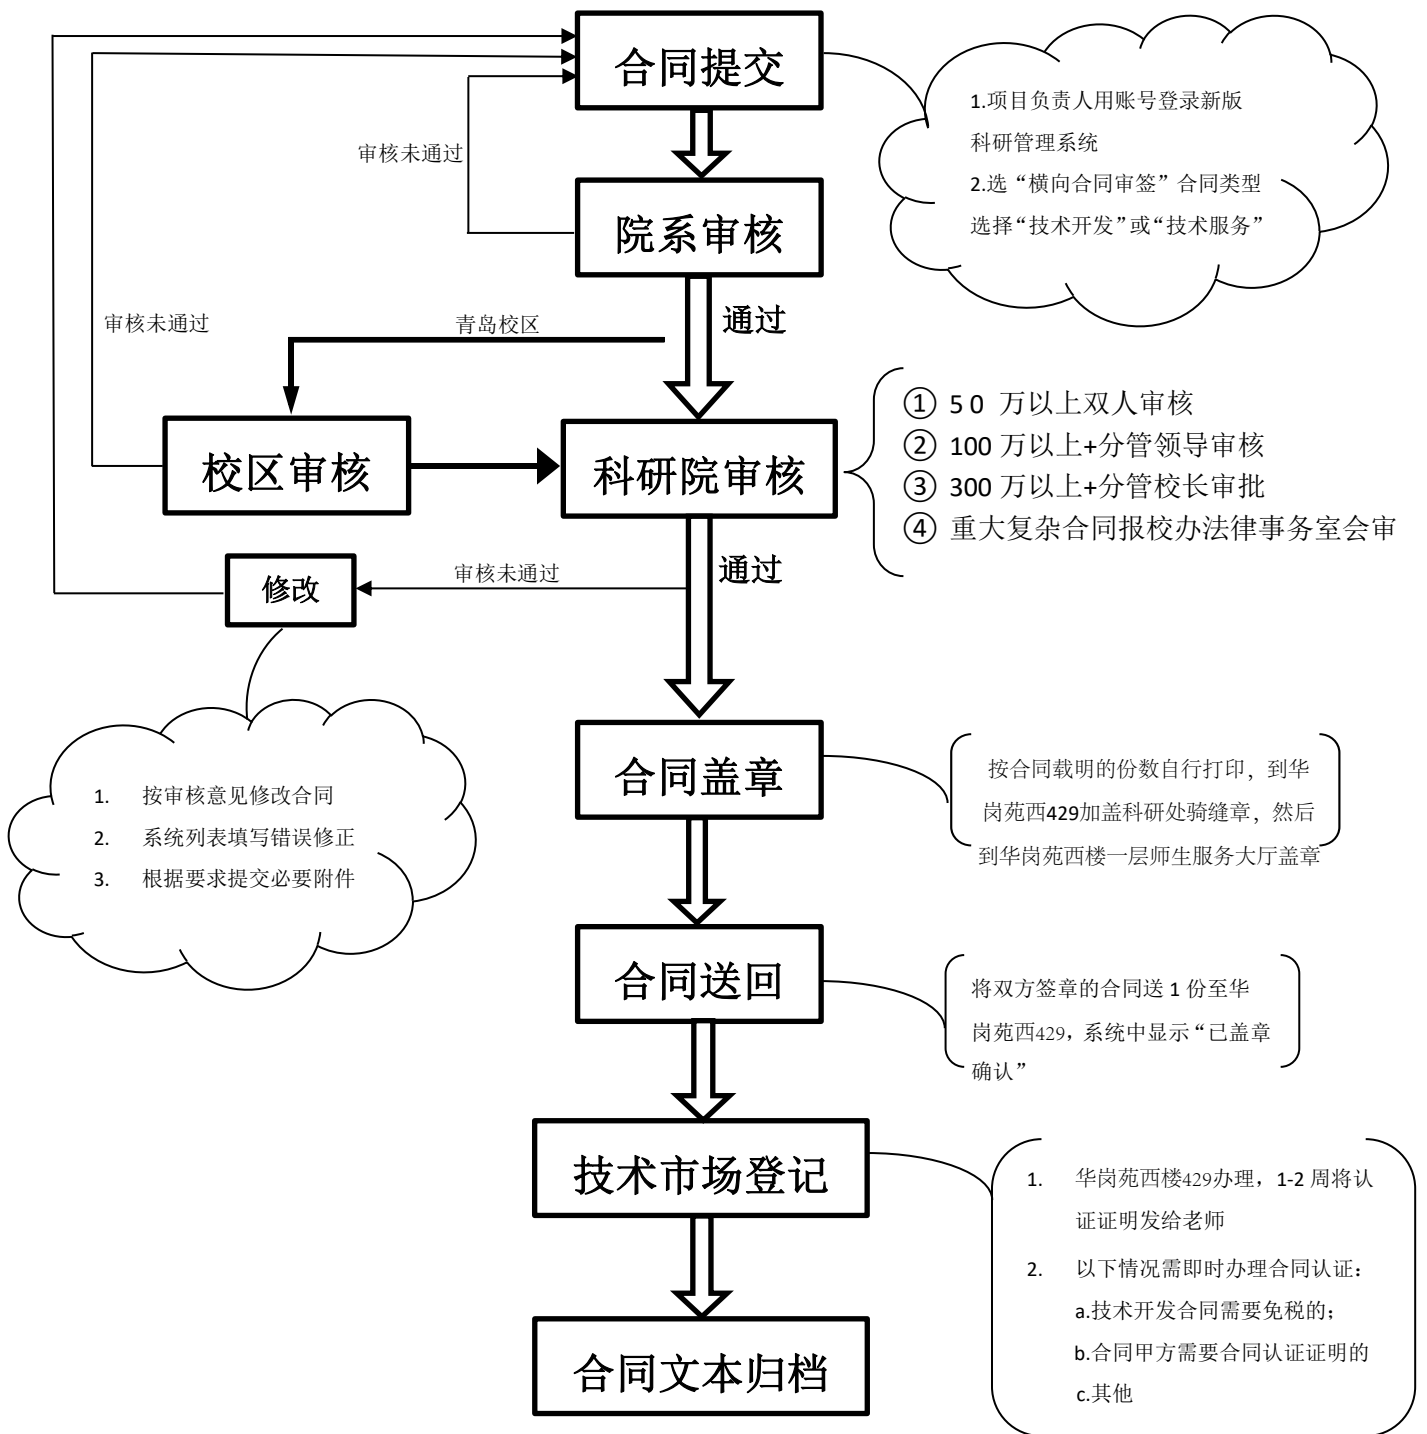 合同提交
1.项目负责人用账号登录新版
科研管理系统
2.选“横向合同审签”合同类型
选择“技术开发”或“技术服务”
审核未通过
院系审核
审核未通过
青岛校区
通过
校区审核
科研院审核
① 50 万以上双人审核
② 100 万以上+分管领导审核
③ 300 万以上+分管校长审批
④ 重大复杂合同报校办法律事务室会审
修改
审核未通过
通过
1. 按审核意见修改合同
2. 系统列表填写错误修正
3. 根据要求提交必要附件
合同盖章
按合同载明的份数自行打印，到华
岗苑西429加盖科研处骑缝章，然后
到华岗苑西楼一层师生服务大厅盖章
合同送回
将双方签章的合同送 1 份至华
岗苑西429，系统中显示“已盖章
确认”
技术市场登记
1. 华岗苑西楼429办理，1-2 周将认
证证明发给老师
2. 以下情况需即时办理合同认证：
a.技术开发合同需要免税的；
b.合同甲方需要合同认证证明的
c.其他
合同文本归档